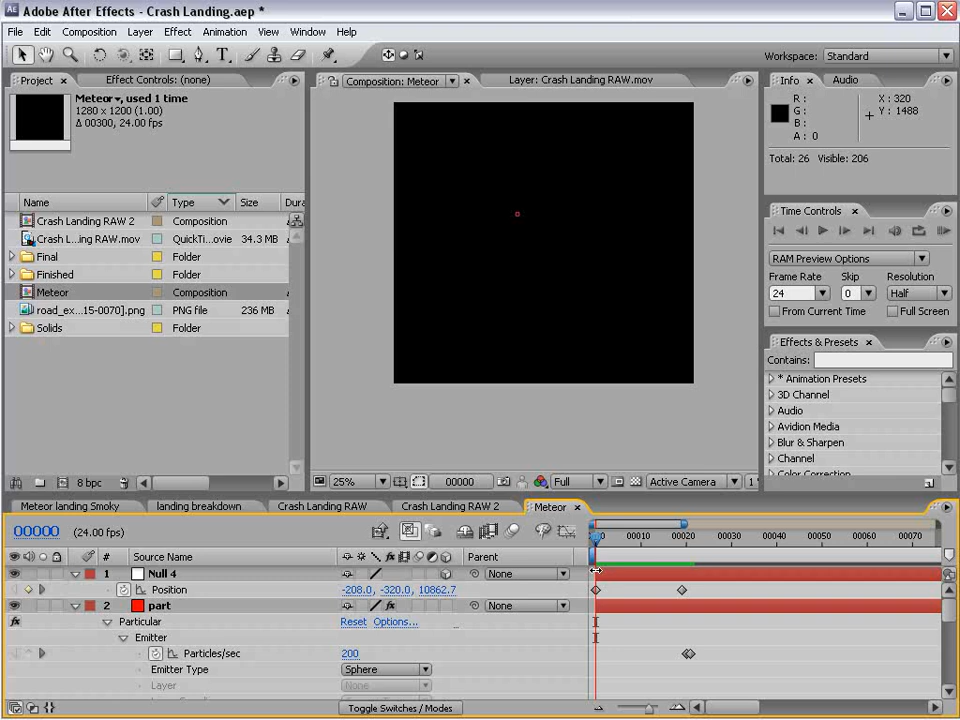 Adobe After Effects - Crash Landing.aep *
File Edit Composition Layer Effect Animation View Window Help
Workspace: Standard
Project Effect Controls: (none)
Composition: Meteor Layer: Crash Landing RAW.mov
Info Audio
Meteor, used 1 time
1280 x 1200 (1.00)
Δ 00300, 24.00 fps
R :
G :
B :
A : 0
X : 320
Y : 1488
Total: 26 Visible: 206
Name Type Size Dura
Crash Landing RAW 2 Composition
Crash L...ing RAW.mov QuickTi...ovie 34.3 MB
Final Folder
Finished Folder
Meteor Composition
road_ex...15-0070].png PNG file 236 MB
Solids Folder
Time Controls
RAM Preview Options
Frame Rate Skip Resolution
24 0 Half
From Current Time Full Screen
Effects & Presets
Contains:
* Animation Presets
3D Channel
Audio
Avidion Media
Blur & Sharpen
Channel
Color Correction
8 bpc
25% 00000 Full Active Camera 1
Meteor landing Smoky landing breakdown Crash Landing RAW Crash Landing RAW 2 Meteor
00000 (24.00 fps)
0 00010 00020 00030 00040 00050 00060 00070
# Source Name Parent
1 Null 4 None
Position -208.0, -320.0, 10862.7
2 part None
Particular Reset Options...
Emitter
Particles/sec 200
Emitter Type Sphere
Layer None
Toggle Switches / Modes